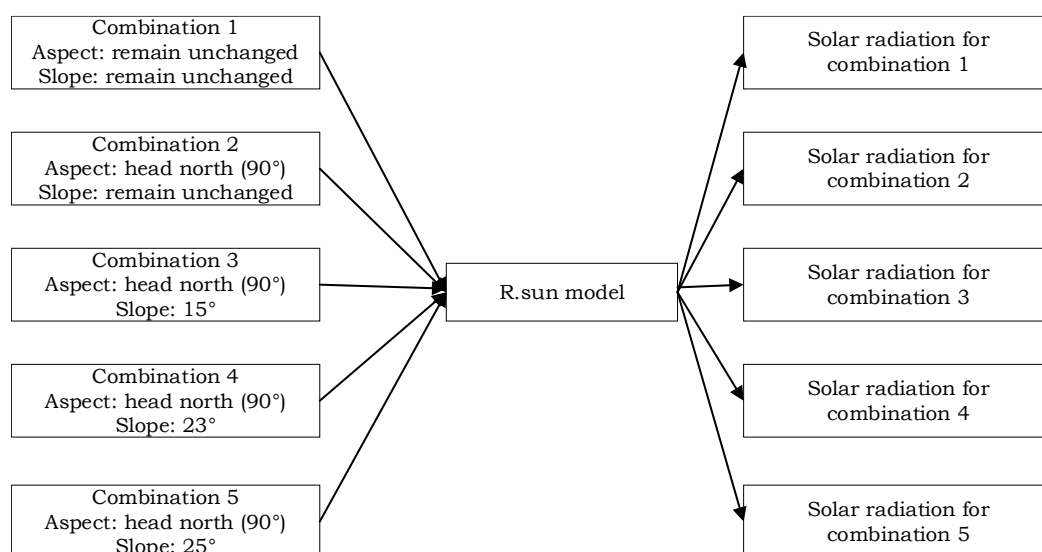 Combination 1
Aspect: remain unchanged
Slope: remain unchanged
Combination 2
Aspect: head north (90°)
Slope: remain unchanged
Combination 3
Aspect: head north (90°)
Slope: 15°
Combination 4
Aspect: head north (90°)
Slope: 23°
Combination 5
Aspect: head north (90°)
Slope: 25°
R.sun model
Solar radiation for
combination 1
Solar radiation for
combination 2
Solar radiation for
combination 3
Solar radiation for
combination 4
Solar radiation for
combination 5